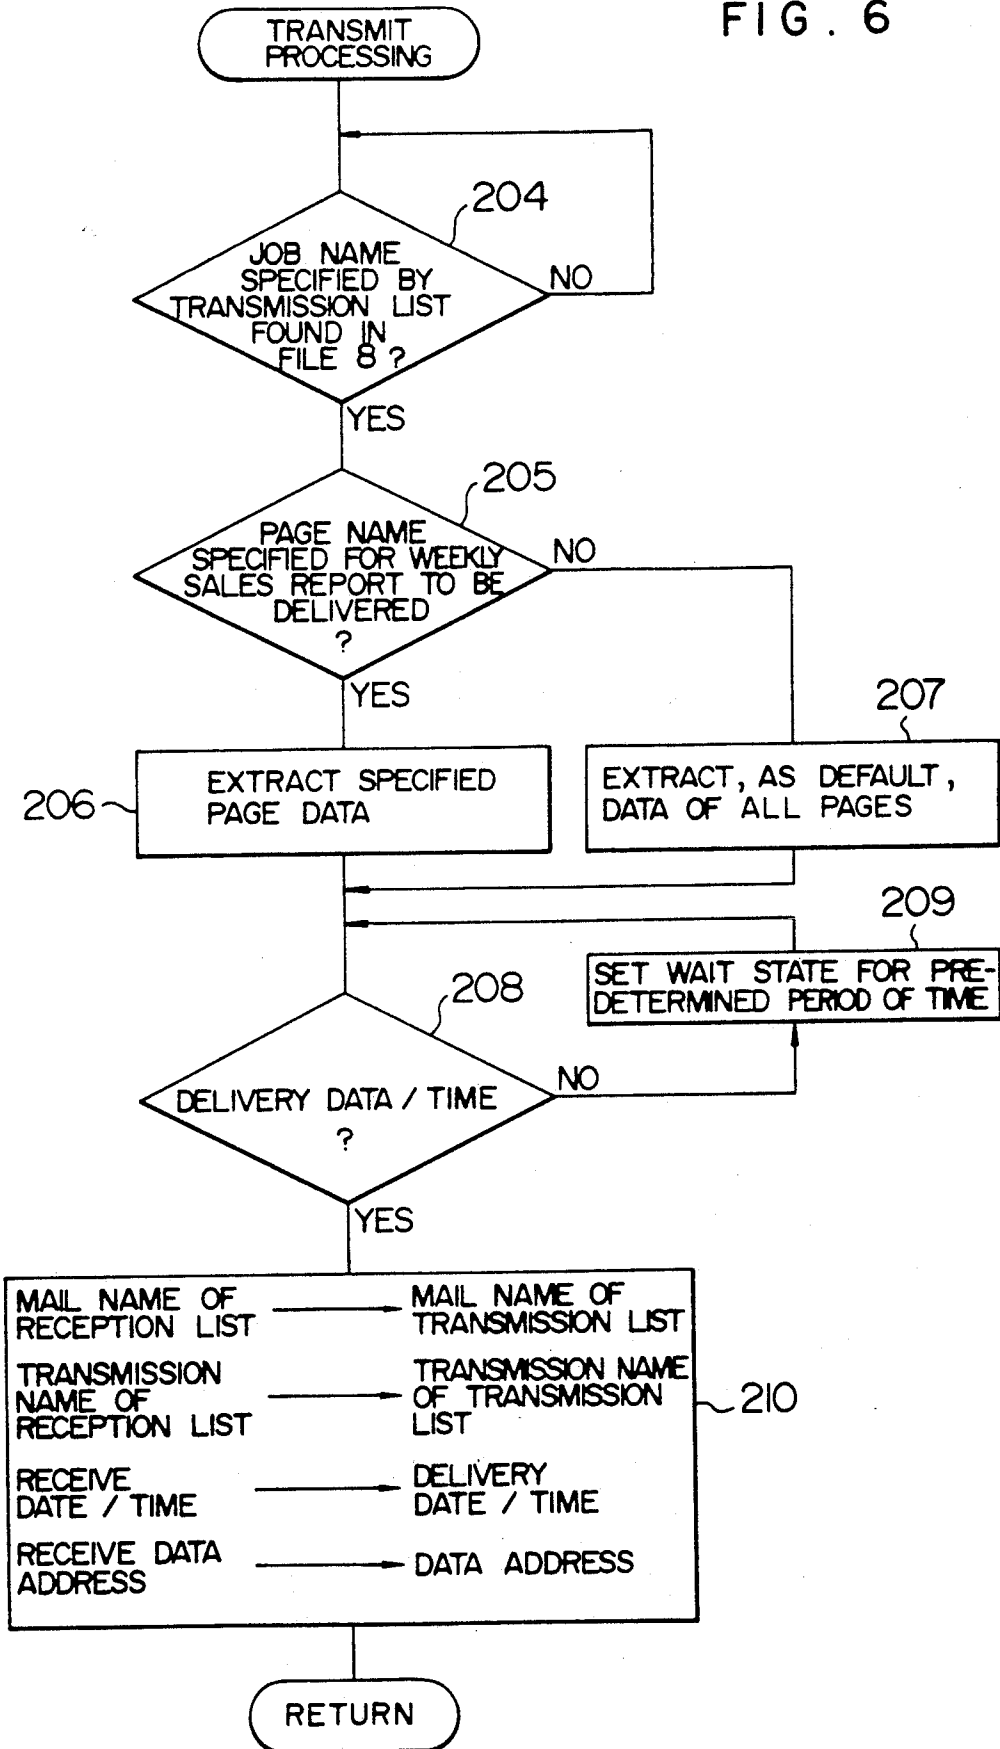 FIG. 6
TRANSMIT
PROCESSING
204
JOB NAME
SPECIFIED BY
TRANSMISSION LIST
FOUND IN
FILE 8 ?
NO
YES
205
PAGE NAME
SPECIFIED FOR WEEKLY
SALES REPORT TO BE
DELIVERED
?
NO
YES
206
EXTRACT SPECIFIED
PAGE DATA
207
EXTRACT, AS DEFAULT,
DATA OF ALL PAGES
209
SET WAIT STATE FOR PRE-
DETERMINED PERIOD OF TIME
208
DELIVERY DATA / TIME
?
NO
YES
MAIL NAME OF
RECEPTION LIST
MAIL NAME OF
TRANSMISSION LIST
TRANSMISSION
NAME OF
RECEPTION LIST
TRANSMISSION NAME
OF TRANSMISSION
LIST
210
RECEIVE
DATE / TIME
DELIVERY
DATE / TIME
RECEIVE DATA
ADDRESS
DATA ADDRESS
RETURN